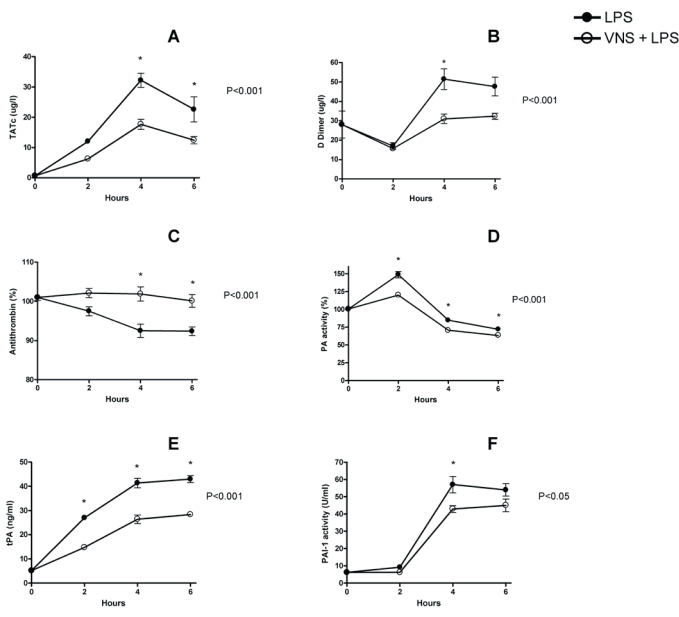 LPS
VNS + LPS
A
40
30
20
10
0
TATc (ug/l)
*
*
0 2 4 6
Hours
P<0.001
B
60
50
40
30
20
10
0
D Dimer (ug/l)
*
0 2 4 6
Hours
P<0.001
C
110
100
90
80
Antithrombin (%)
*
*
0 2 4 6
Hours
P<0.001
D
150
125
100
75
50
25
0
PA activity (%)
*
*
*
0 2 4 6
Hours
P<0.001
E
50
40
30
20
10
0
tPA (ng/ml)
*
*
*
0 2 4 6
Hours
P<0.001
F
70
60
50
40
30
20
10
0
PAI-1 activity (U/ml)
*
0 2 4 6
Hours
P<0.05